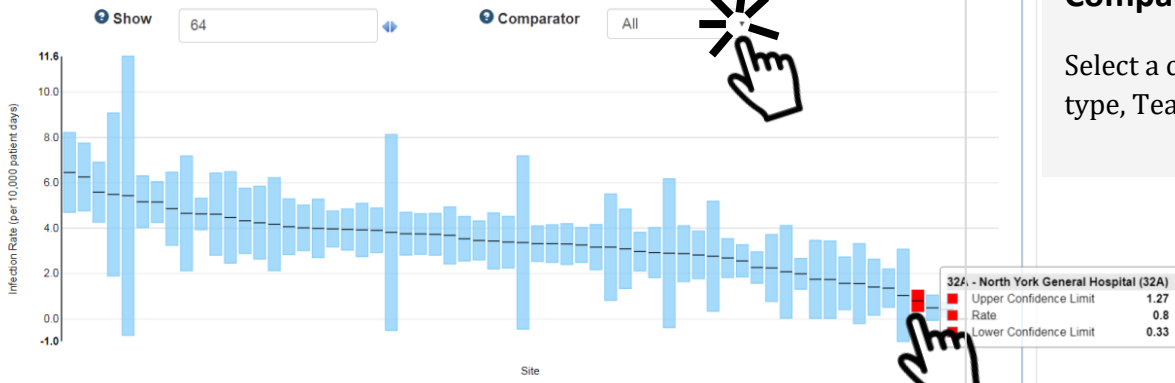 Show
64
Comparator
All
Select a
type, Tea
11.6
10.0
8.0
6.0
4.0
2.0
0.0
-1.0
Infection Rate (per 10,000 patient days)
Site
32A - North York General Hospital (32A)
Upper Confidence Limit 1.27
Rate 0.8
Lower Confidence Limit 0.33